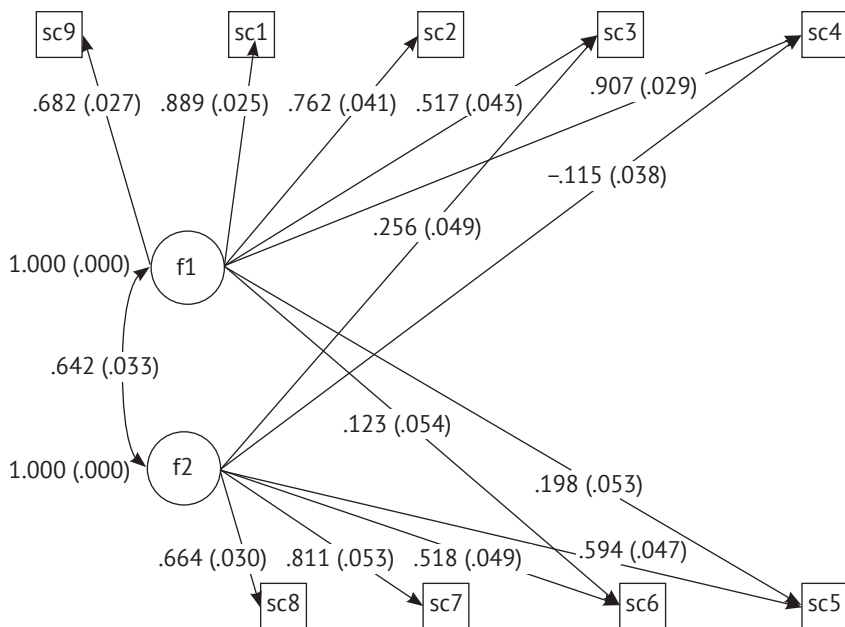 sc9
sc1
sc2
sc3
sc4
.682 (.027)
.889 (.025)
.762 (.041)
.517 (.043)
.907 (.029)
–.115 (.038)
.256 (.049)
1.000 (.000)
f1
.642 (.033)
.123 (.054)
1.000 (.000)
f2
.198 (.053)
.664 (.030)
.811 (.053)
.518 (.049)
.594 (.047)
sc8
sc7
sc6
sc5